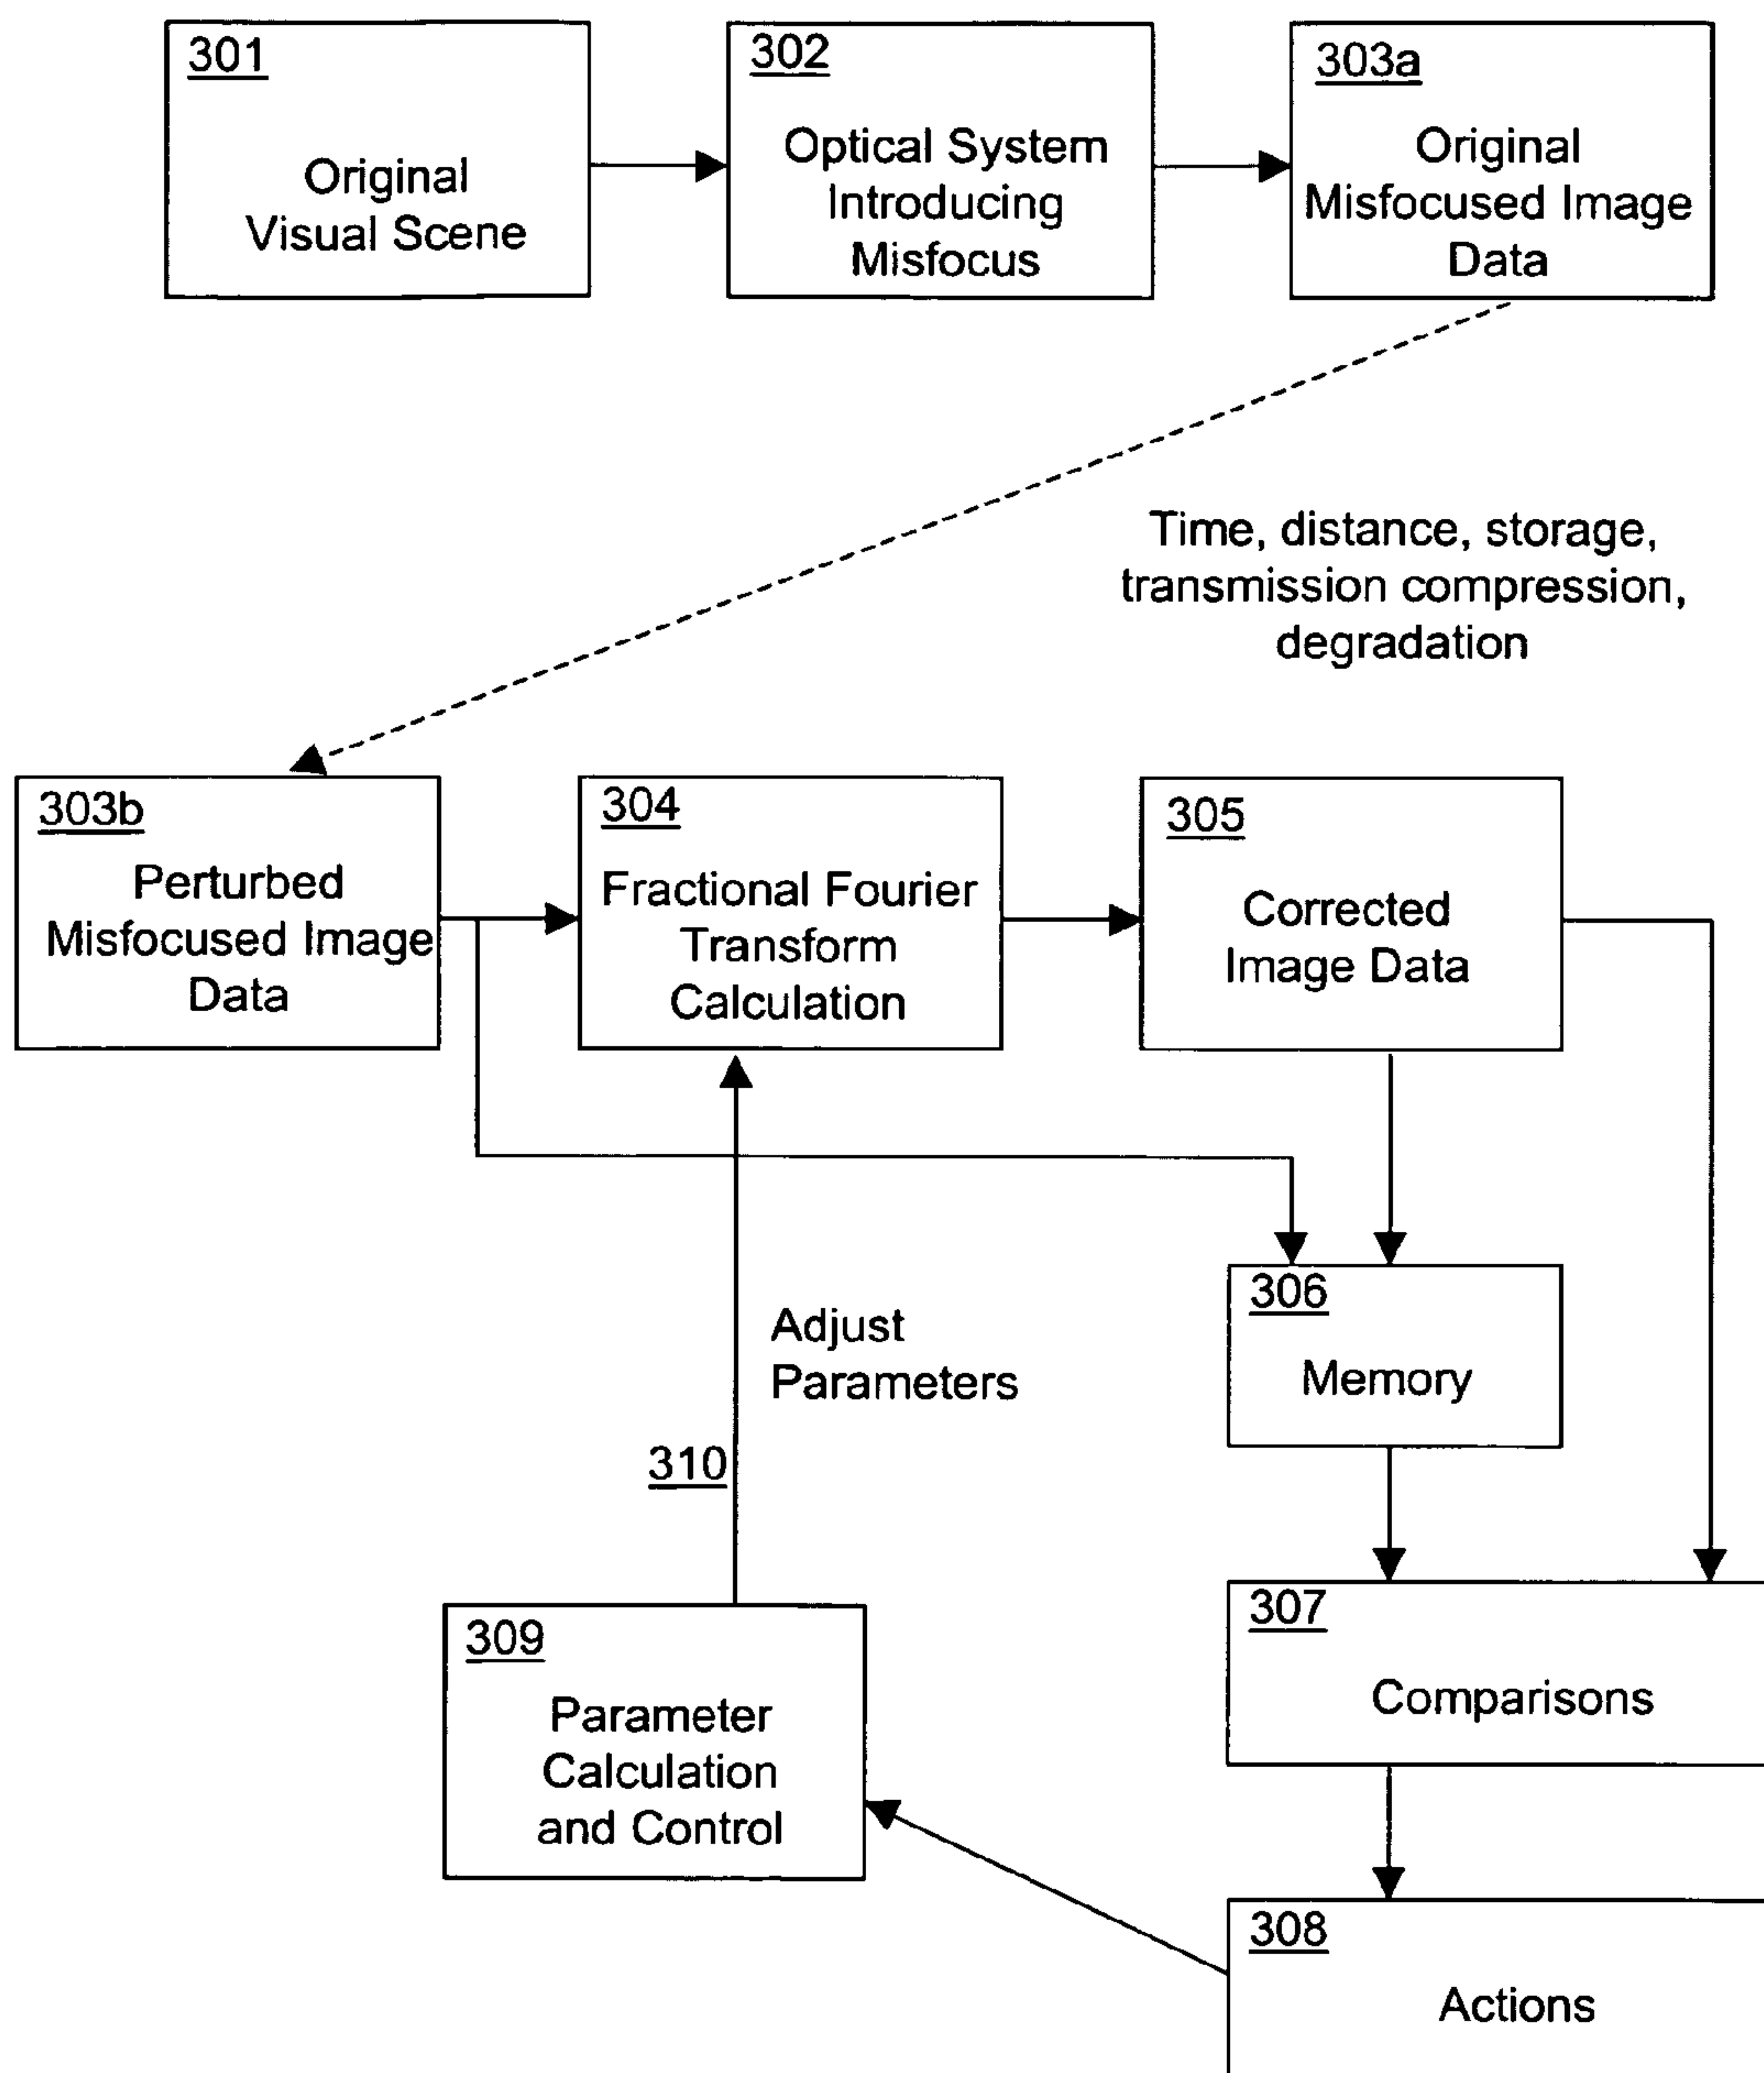 301
Original
Visual Scene
302
Optical System
Introducing
Misfocus
303a
Original
Misfocused Image
Data
Time, distance, storage,
transmission compression,
degradation
303b
Perturbed
Misfocused Image
Data
304
Fractional Fourier
Transform
Calculation
305
Corrected
Image Data
306
Memory
Adjust
Parameters
310
307
Comparisons
309
Parameter
Calculation
and Control
308
Actions